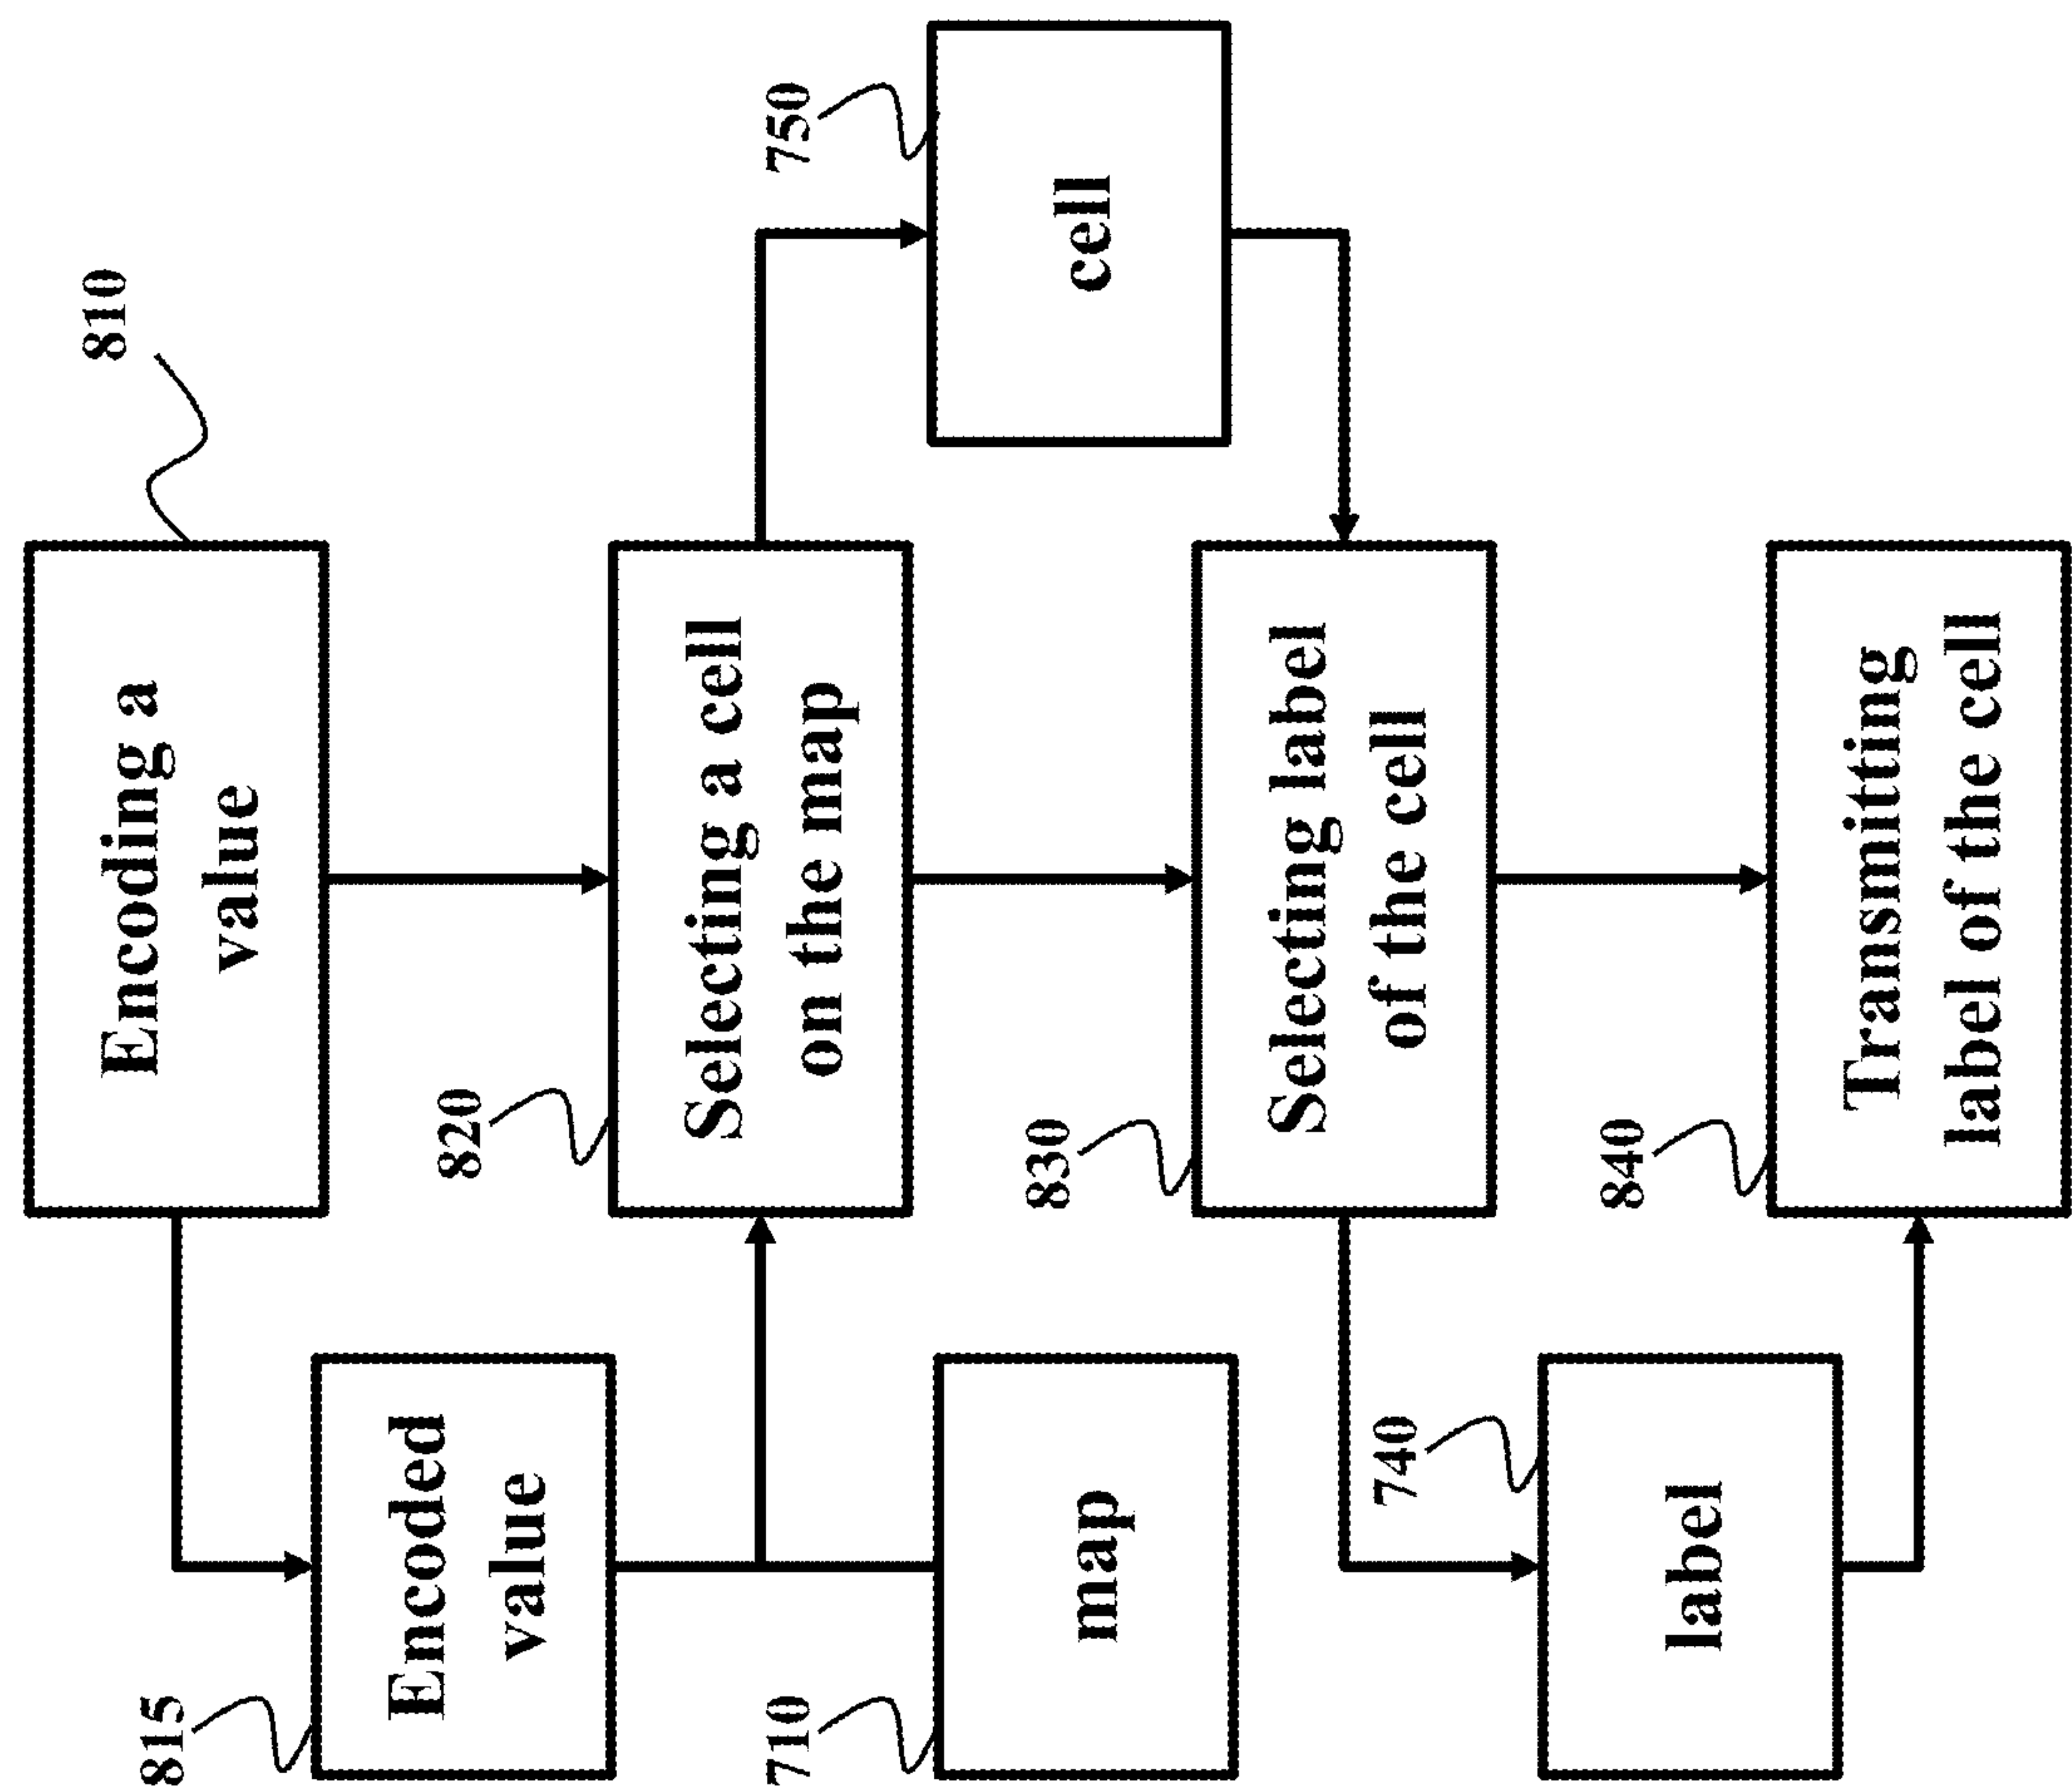 810
Encoding a
value
815
Encoded
value
820
Selecting a cell
on the map
710
map
750
cell
830
Selecting label
of the cell
740
label
840
Transmitting
label of the cell